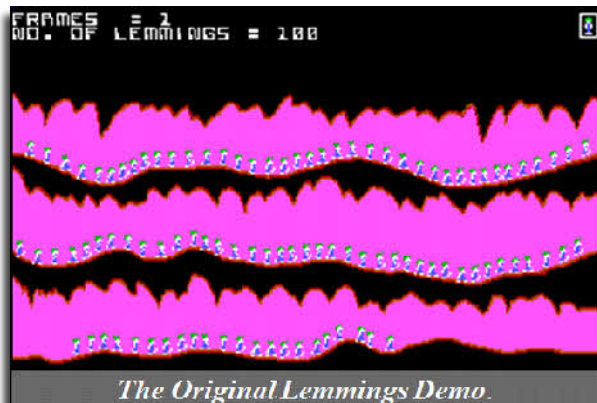 FRAMES = 1
NO. OF LEMMINGS = 100
The Original Lemmings Demo.